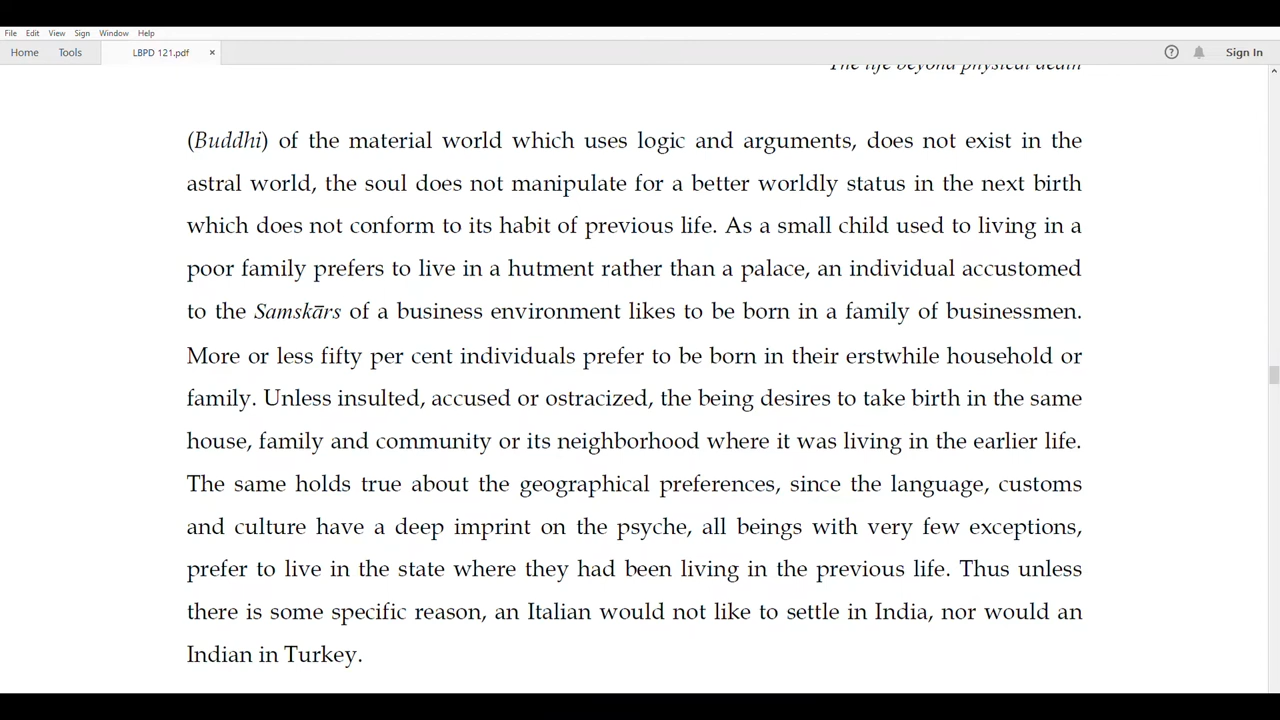 File Edit View Sign Window Help
Home Tools LBPD 121.pdf × ? Sign In
The life beyond physical death
(Buddhi) of the material world which uses logic and arguments, does not exist in the
astral world, the soul does not manipulate for a better worldly status in the next birth
which does not conform to its habit of previous life. As a small child used to living in a
poor family prefers to live in a hutment rather than a palace, an individual accustomed
to the Samskārs of a business environment likes to be born in a family of businessmen.
More or less fifty per cent individuals prefer to be born in their erstwhile household or
family. Unless insulted, accused or ostracized, the being desires to take birth in the same
house, family and community or its neighborhood where it was living in the earlier life.
The same holds true about the geographical preferences, since the language, customs
and culture have a deep imprint on the psyche, all beings with very few exceptions,
prefer to live in the state where they had been living in the previous life. Thus unless
there is some specific reason, an Italian would not like to settle in India, nor would an
Indian in Turkey.